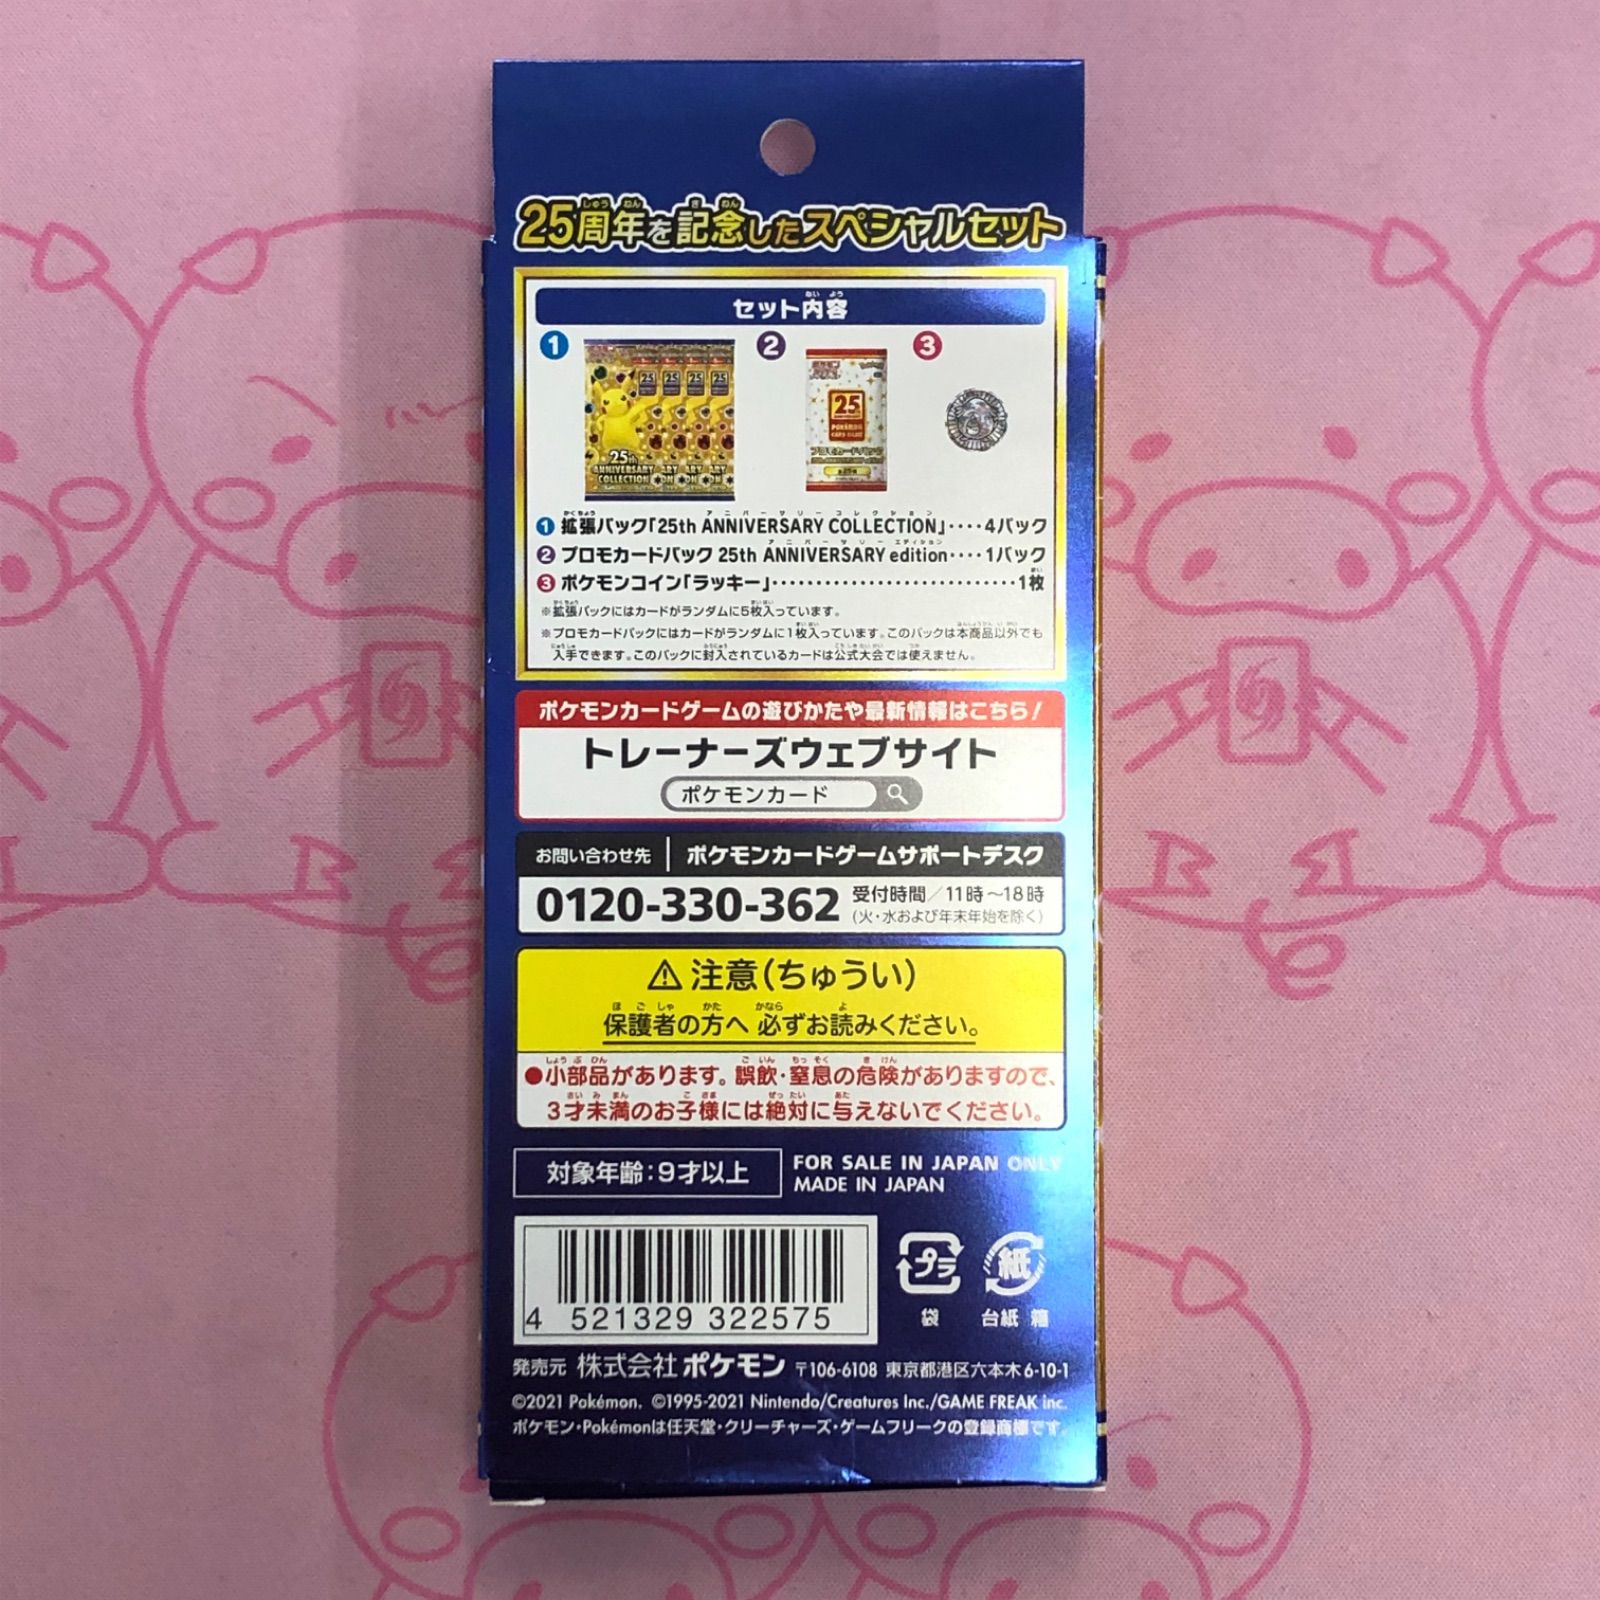 25周年を記念したスペシャルセット
セット内容
1 2 3
25th
ANNIVERSARY
COLLECTION
25th
POKÉMON
CARD GAME
1 拡張パック「25th ANNIVERSARY COLLECTION」････4パック
2 プロモカードパック 25th ANNIVERSARY edition････1パック
3 ポケモンコイン「ラッキー」････････････････････････････1枚
※拡張パックにはカードがランダムに5枚入っています。
※プロモカードパックにはカードがランダムに1枚入っています。このパックは本商品以外でも
入手できます。このパックに封入されているカードは公式大会では使えません。
ポケモンカードゲームの遊びかたや最新情報はこちら!
トレーナーズウェブサイト
ポケモンカード
お問い合わせ先 ポケモンカードゲームサポートデスク
0120-330-362 受付時間/11時〜18時
(火・水および年末年始を除く)
⚠注意(ちゅうい)
保護者の方へ 必ずお読みください。
●小部品があります。誤飲・窒息の危険がありますので、
3才未満のお子様には絶対に与えないでください。
対象年齢:9才以上
FOR SALE IN JAPAN ONLY
MADE IN JAPAN
プラ 紙
袋 台紙 箱
4 521329 322575
発売元 株式会社ポケモン 〒106-6108 東京都港区六本木6-10-1
©2021 Pokémon. ©1995-2021 Nintendo/Creatures Inc./GAME FREAK inc.
ポケモン・Pokémonは任天堂・クリーチャーズ・ゲームフリークの登録商標です。